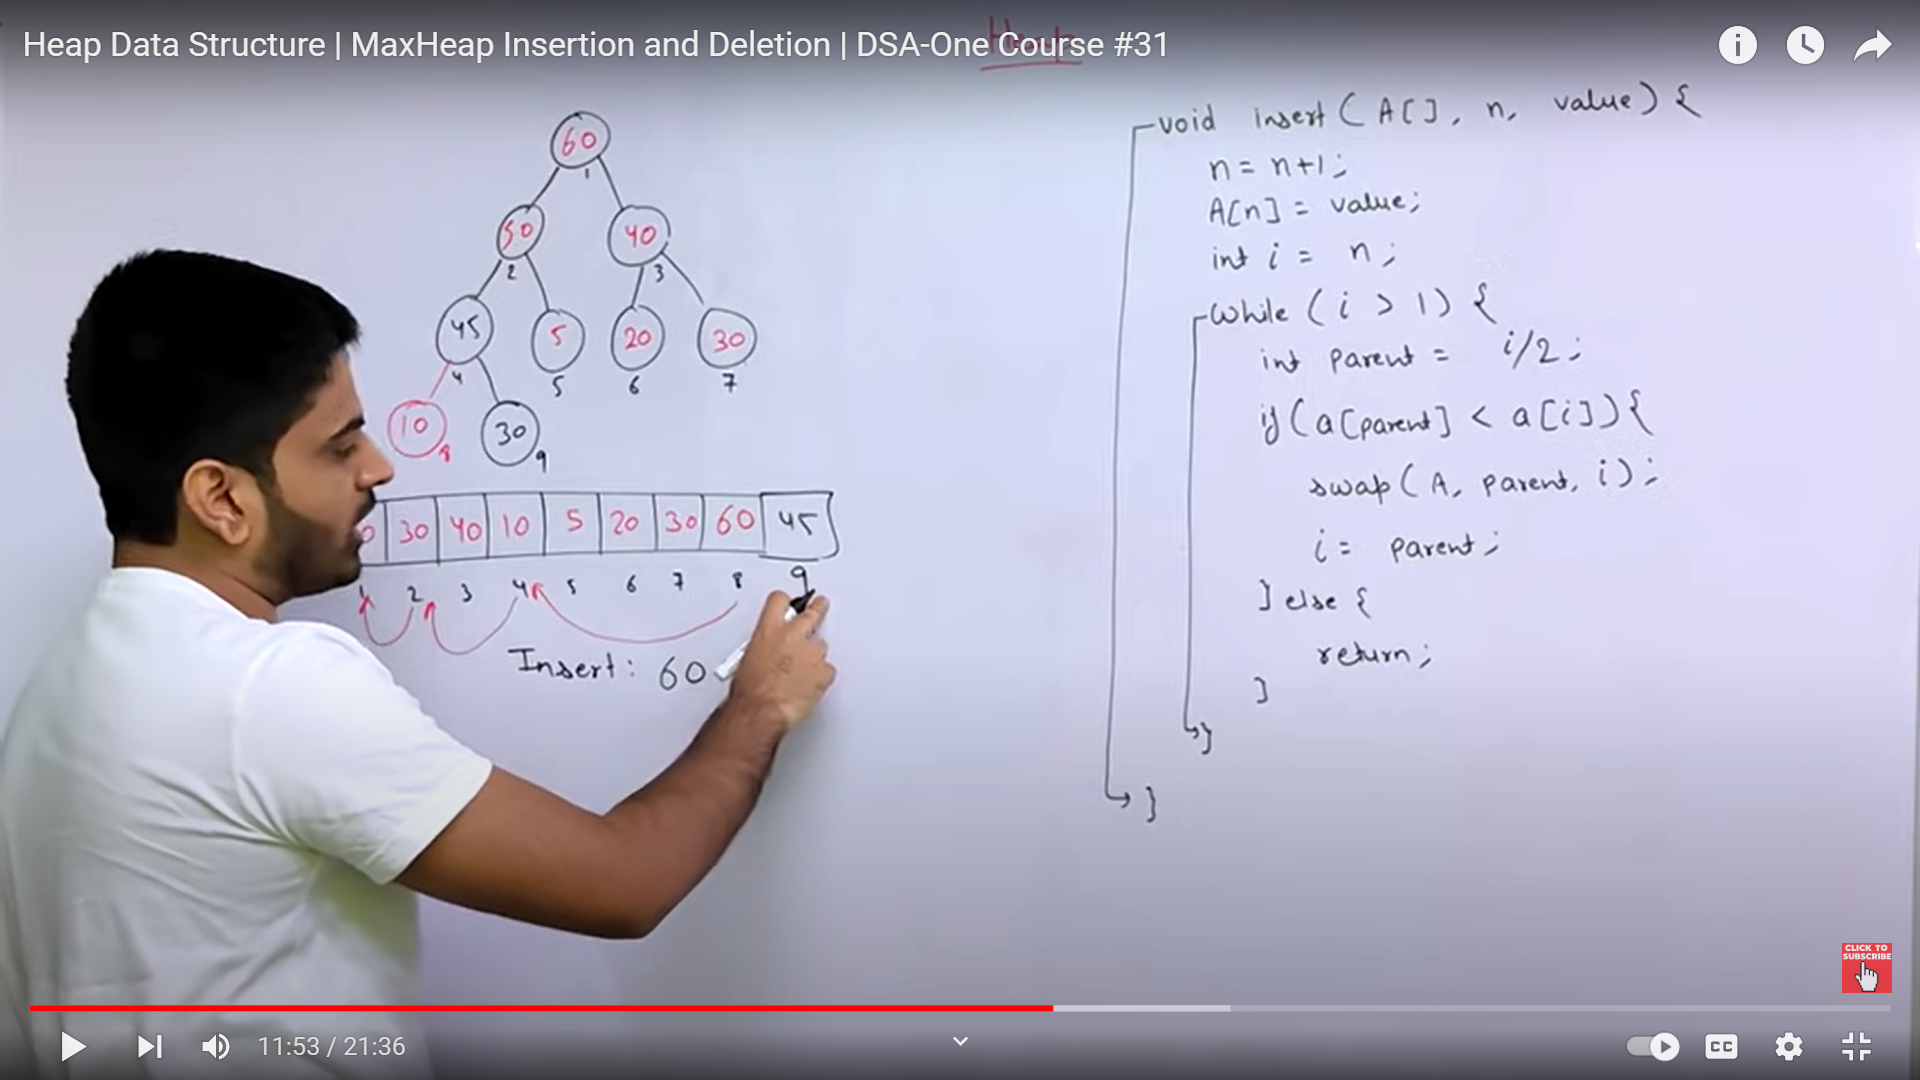 Heap Data Structure | MaxHeap Insertion and Deletion | DSA-One Course #31
Heap
60
1
50 40
2 3
45 5 20 30
4 5 6 7
10 30
8 9
0 30 40 10 5 20 30 60 45
1 2 3 4 5 6 7 8 9
Insert: 60
void insert ( A[], n, value) {
n = n+1;
A[n] = value;
int i = n;
while ( i > 1) {
int parent = i/2;
if (a[parent] < a[i]) {
swap( A, parent, i);
i = parent;
} else {
return;
}
}
}
CLICK TO
SUBSCRIBE
11:53 / 21:36
CC